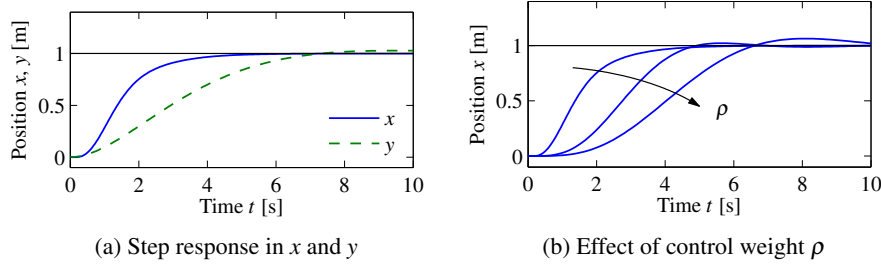 Position x, y [m]
1
0.5
0
0 2 4 6 8 10
x
y
Time t [s]
(a) Step response in x and y
Position x [m]
1
0.5
0
0 2 4 6 8 10
ρ
Time t [s]
(b) Effect of control weight ρ